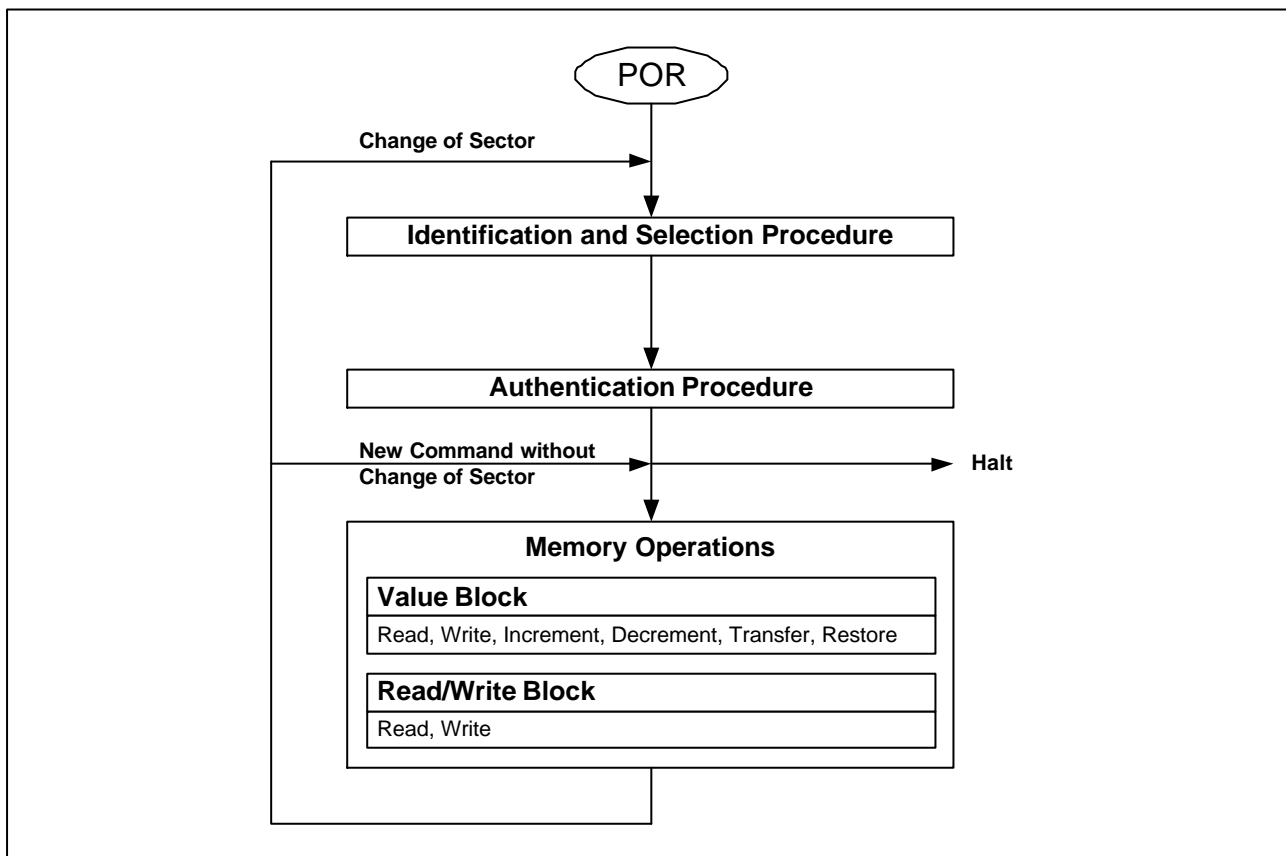 POR
Change of Sector
Identification and Selection Procedure
Authentication Procedure
New Command without
Change of Sector
Halt
Memory Operations
Value Block
Read, Write, Increment, Decrement, Transfer, Restore
Read/Write Block
Read, Write